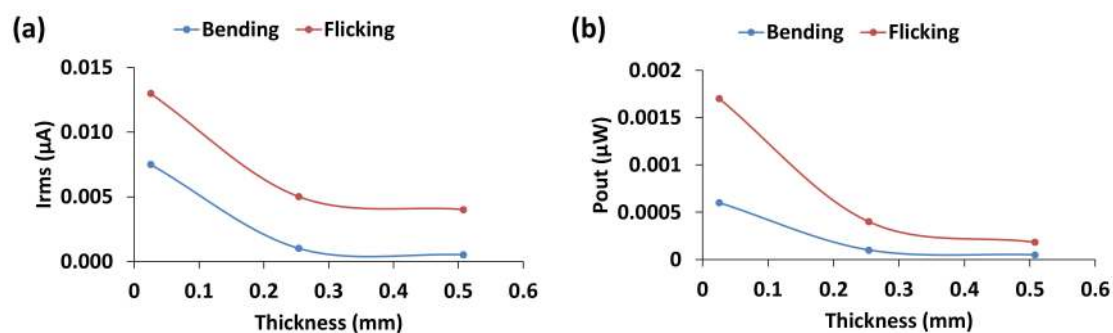 (a)
Bending Flicking
0.015
0.010
0.005
0.000
Irms (µA)
0 0.1 0.2 0.3 0.4 0.5 0.6
Thickness (mm)
(b)
Bending Flicking
0.002
0.0015
0.001
0.0005
0
Pout (µW)
0 0.1 0.2 0.3 0.4 0.5 0.6
Thickness (mm)